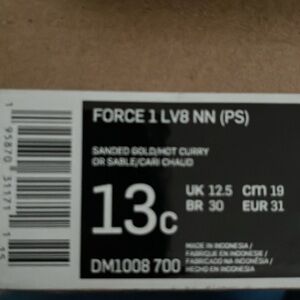 FORCE 1 LV8 NN (PS)
SANDED GOLD/HOT CURRY
OR SABLE/CARI CHAUD
13C
UK 12.5 CM 19
BR 30 EUR 31
DM1008 700
MADE IN INDONESIA/
FABRIQUE EN INDONESIE/
FABRICADO NA INDONÉSIA/
HECHO EN INDONESIA